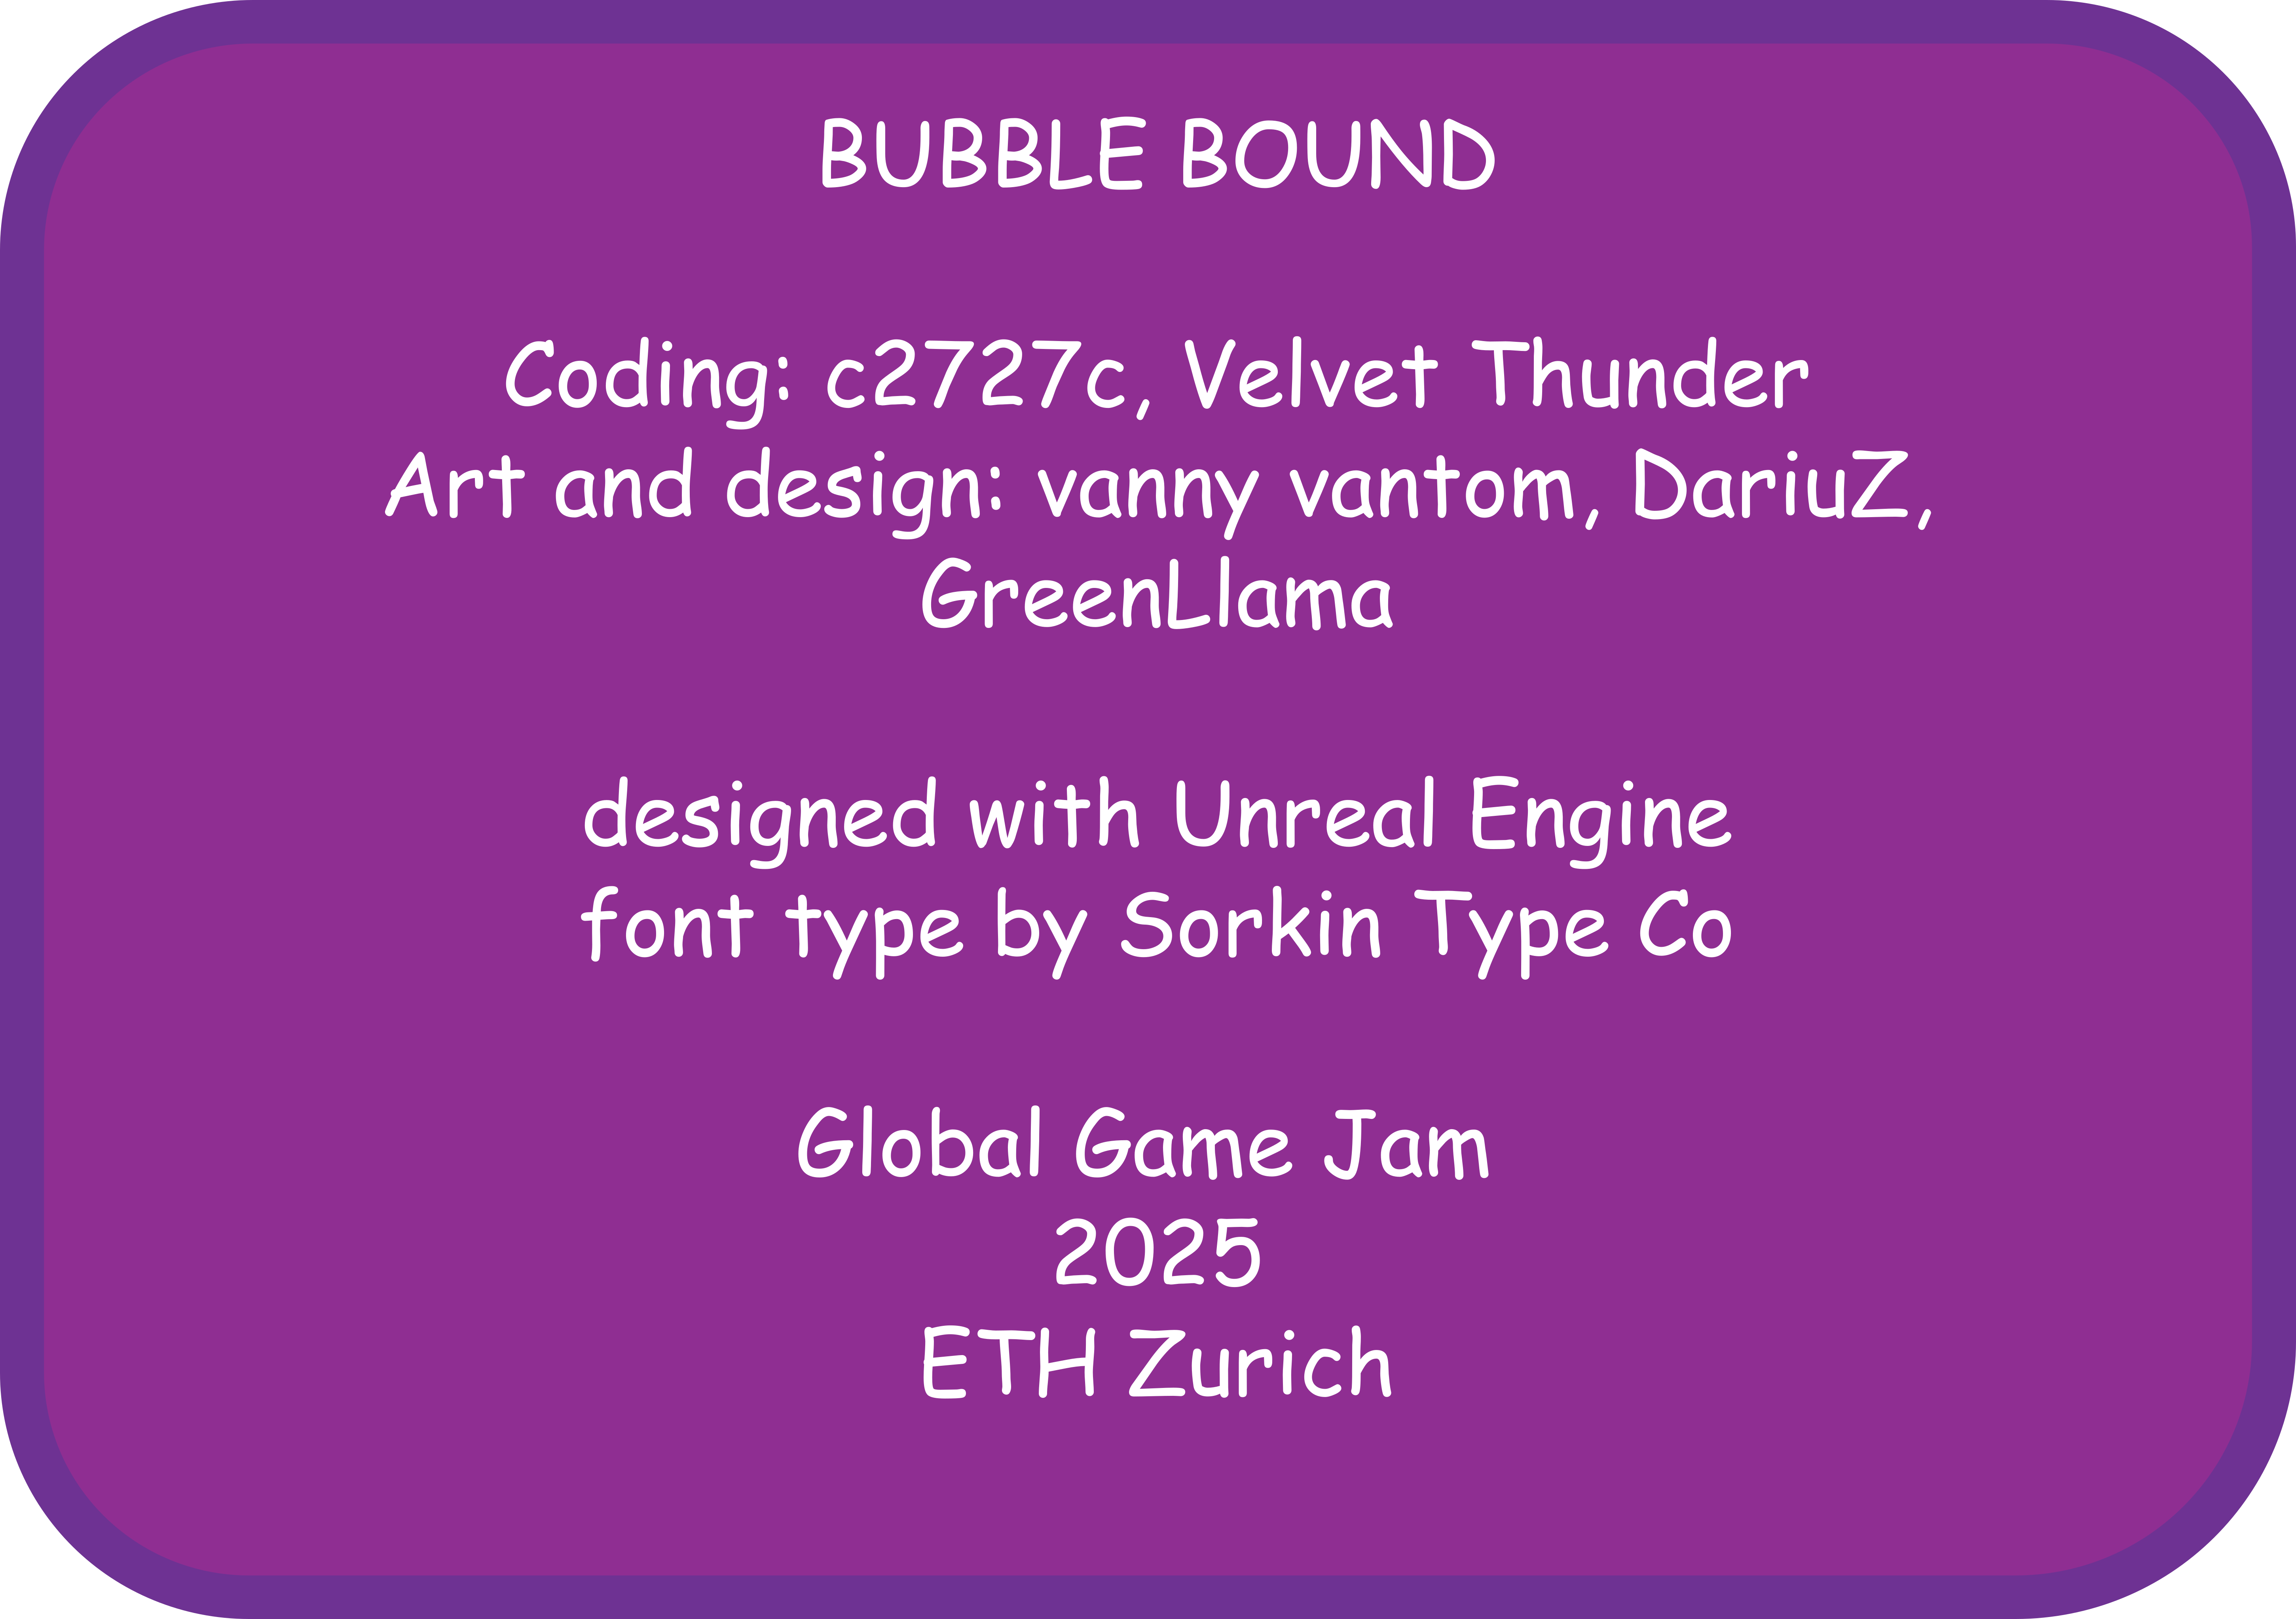 BUBBLE BOUND
Coding: c2727c, Velvet Thunder
Art and design: vanny vanton, DariuZ,
GreenLlama
designed with Unreal Engine
font type by Sorkin Type Co
Global Game Jam
2025
ETH Zurich